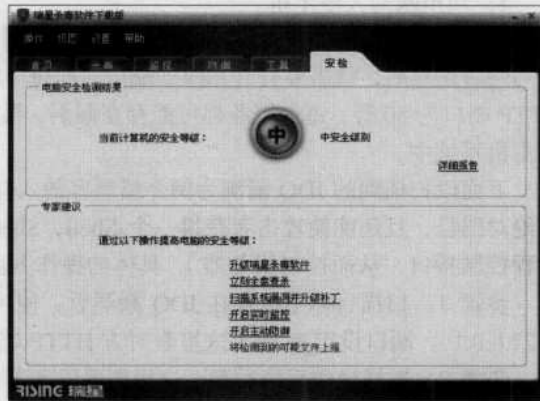 瑞星杀毒软件下载版
操作 视图 设置 帮助
首页 杀毒 监控 防御 工具 安检
电脑安全检测结果
当前计算机的安全等级：
中
中安全级别
详细报告
专家建议
通过以下操作提高电脑的安全等级：
升级瑞星杀毒软件
立刻全盘查杀
扫描系统漏洞并升级补丁
开启实时监控
开启主动防御
将检测到的可疑文件上报
RISING 瑞星